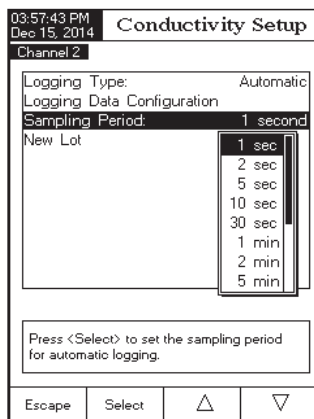 03:57:43 PM
Dec 15, 2014
Conductivity Setup
Channel 2
Logging Type: Automatic
Logging Data Configuration
Sampling Period: 1 second
New Lot
1 sec
2 sec
5 sec
10 sec
30 sec
1 min
2 min
5 min
Press <Select> to set the sampling period
for automatic logging.
Escape Select △ ▽